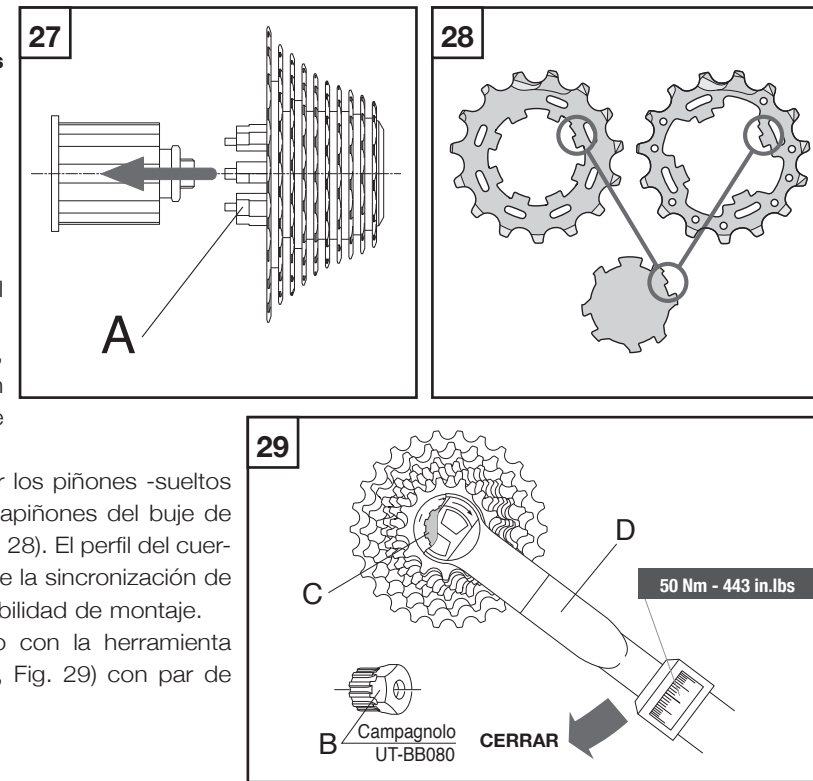 27
28
A
s
l
,
n
e
r los piñones -sueltos
apiñones del buje de
28). El perfil del cuer-
e la sincronización de
bilidad de montaje.
o con la herramienta
, Fig. 29) con par de
29
D
C
50 Nm - 443 in.lbs
B
Campagnolo
UT-BB080
CERRAR